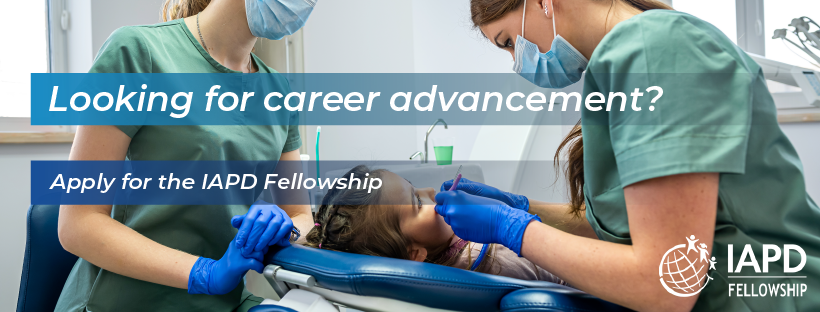 Looking for career advancement?
Apply for the IAPD Fellowship
IAPD
FELLOWSHIP